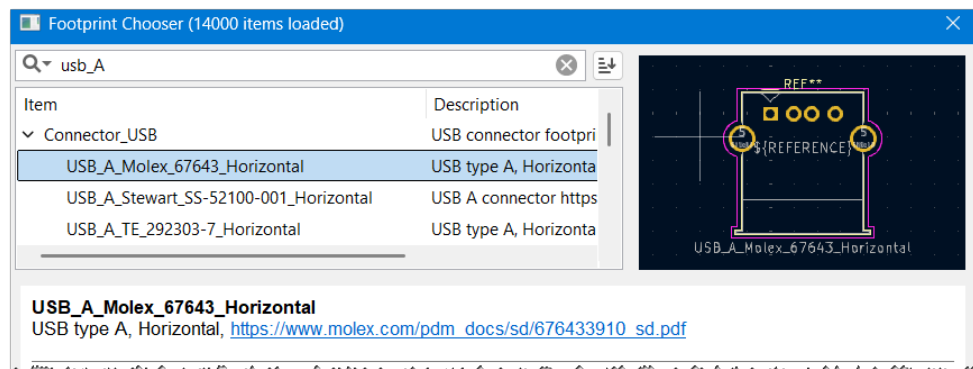 Footprint Chooser (14000 items loaded)
usb_A
Item Description
Connector_USB USB connector footpri
USB_A_Molex_67643_Horizontal USB type A, Horizonta
USB_A_Stewart_SS-52100-001_Horizontal USB A connector https
USB_A_TE_292303-7_Horizontal USB type A, Horizonta
REF**
5 5
${REFERENCE}
USB_A_Molex_67643_Horizontal
USB_A_Molex_67643_Horizontal
USB type A, Horizontal, https://www.molex.com/pdm_docs/sd/676433910_sd.pdf